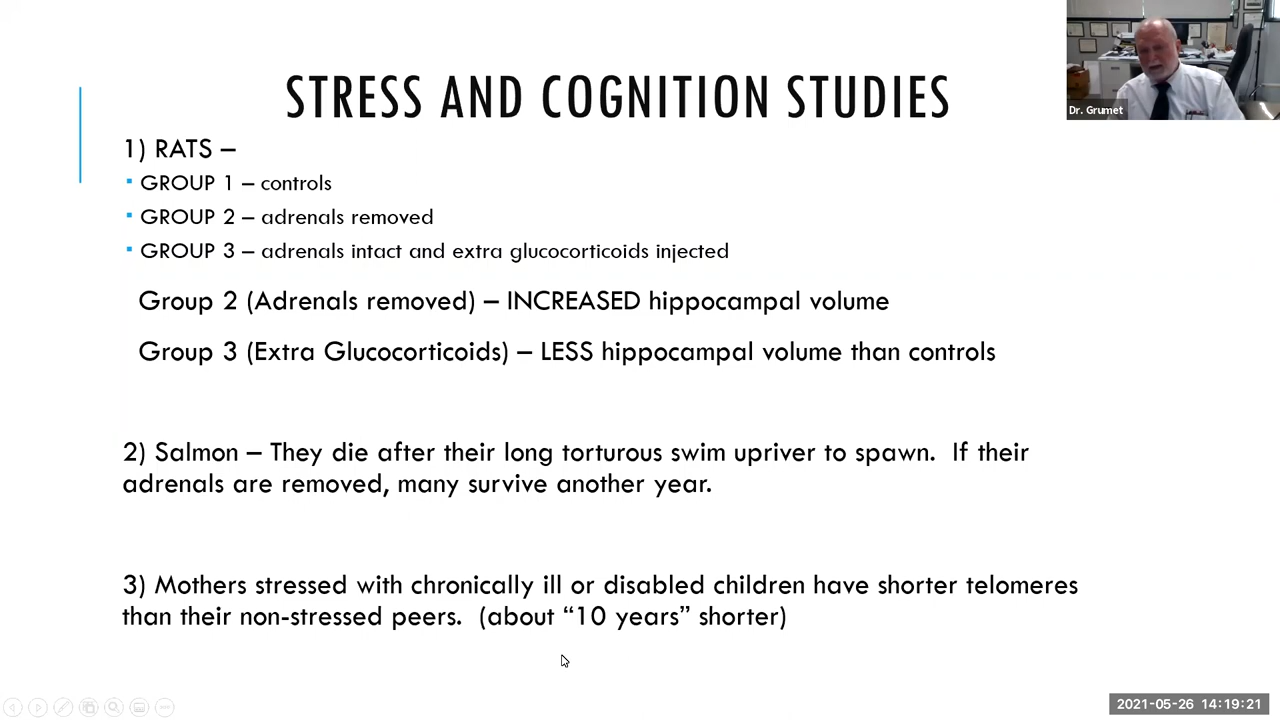 STRESS AND COGNITION STUDIES
Dr. Grumet
1) RATS –
▪ GROUP 1 – controls
▪ GROUP 2 – adrenals removed
▪ GROUP 3 – adrenals intact and extra glucocorticoids injected
Group 2 (Adrenals removed) – INCREASED hippocampal volume
Group 3 (Extra Glucocorticoids) – LESS hippocampal volume than controls
2) Salmon – They die after their long torturous swim upriver to spawn.  If their
adrenals are removed, many survive another year.
3) Mothers stressed with chronically ill or disabled children have shorter telomeres
than their non-stressed peers.  (about “10 years” shorter)
2021-05-26 14:19:21